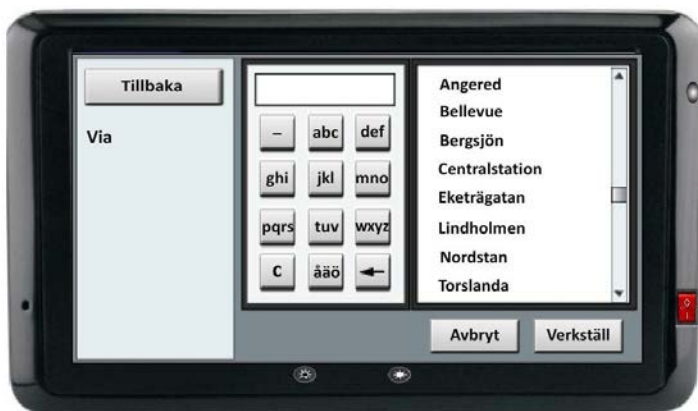 Tillbaka
Via
–
abc
def
ghi
jkl
mno
pqrs
tuv
wxyz
C
åäö
Angered
Bellevue
Bergsjön
Centralstation
Eketrägatan
Lindholmen
Nordstan
Torslanda
Avbryt
Verkställ